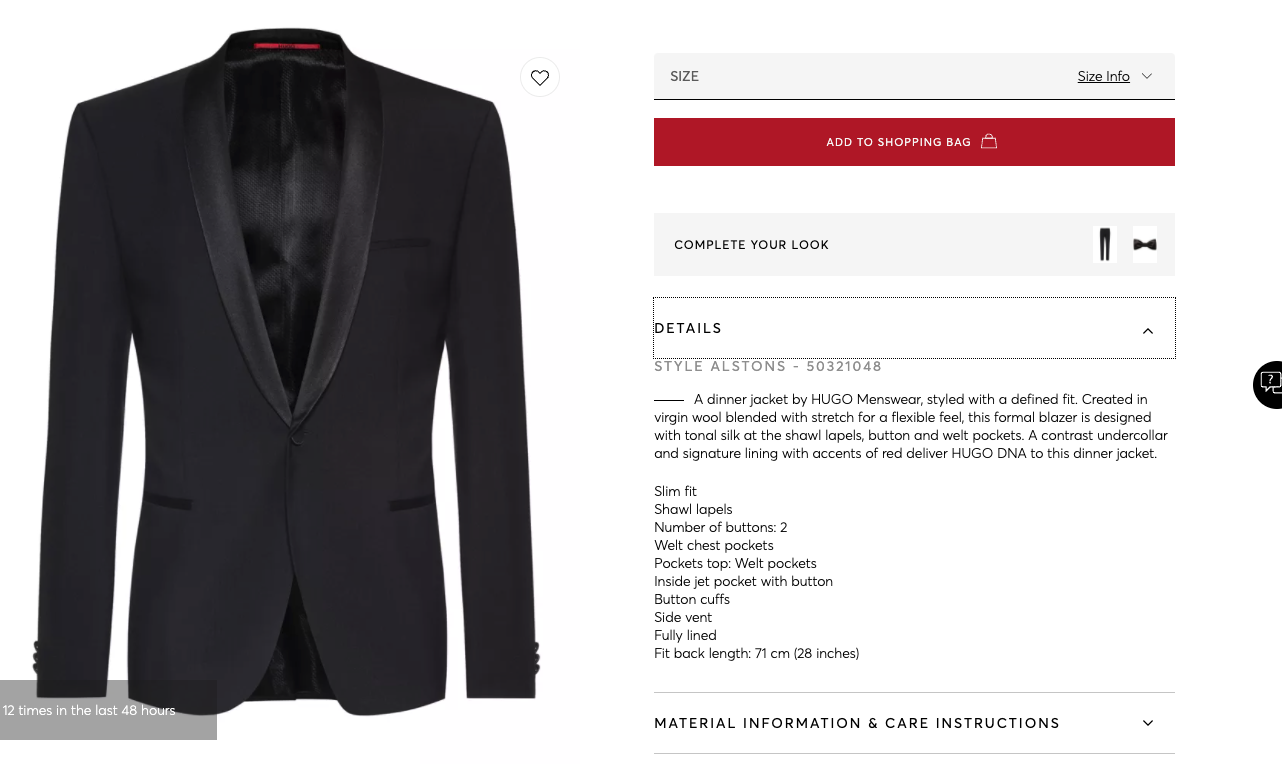 SIZE
Size Info
ADD TO SHOPPING BAG
COMPLETE YOUR LOOK
DETAILS
STYLE ALSTONS - 50321048
A dinner jacket by HUGO Menswear, styled with a defined fit. Created in
virgin wool blended with stretch for a flexible feel, this formal blazer is designed
with tonal silk at the shawl lapels, button and welt pockets. A contrast undercollar
and signature lining with accents of red deliver HUGO DNA to this dinner jacket.
Slim fit
Shawl lapels
Number of buttons: 2
Welt chest pockets
Pockets top: Welt pockets
Inside jet pocket with button
Button cuffs
Side vent
Fully lined
Fit back length: 71 cm (28 inches)
12 times in the last 48 hours
MATERIAL INFORMATION & CARE INSTRUCTIONS
?